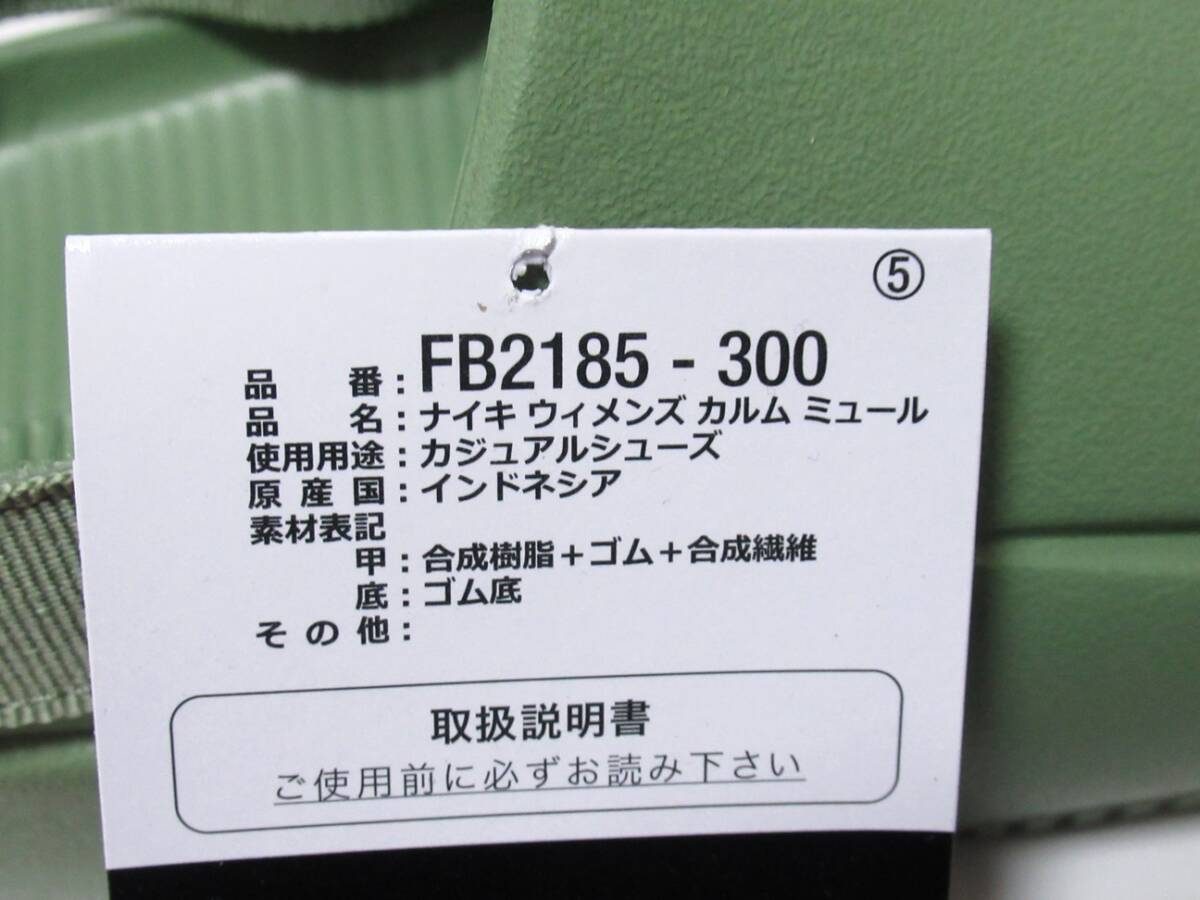 ⑤
品番：FB2185 - 300
品名：ナイキ ウィメンズ カルム ミュール
使用用途：カジュアルシューズ
原産国：インドネシア
素材表記
甲：合成樹脂＋ゴム＋合成繊維
底：ゴム底
その他：
取扱説明書
ご使用前に必ずお読み下さい